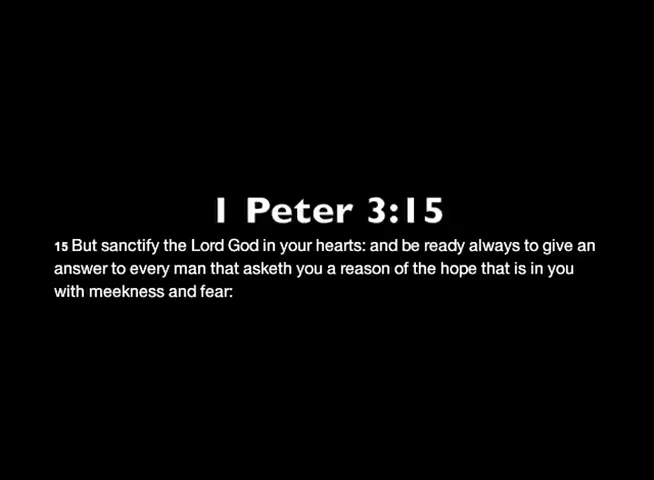 1 Peter 3:15
15 But sanctify the Lord God in your hearts: and be ready always to give an
answer to every man that asketh you a reason of the hope that is in you
with meekness and fear: